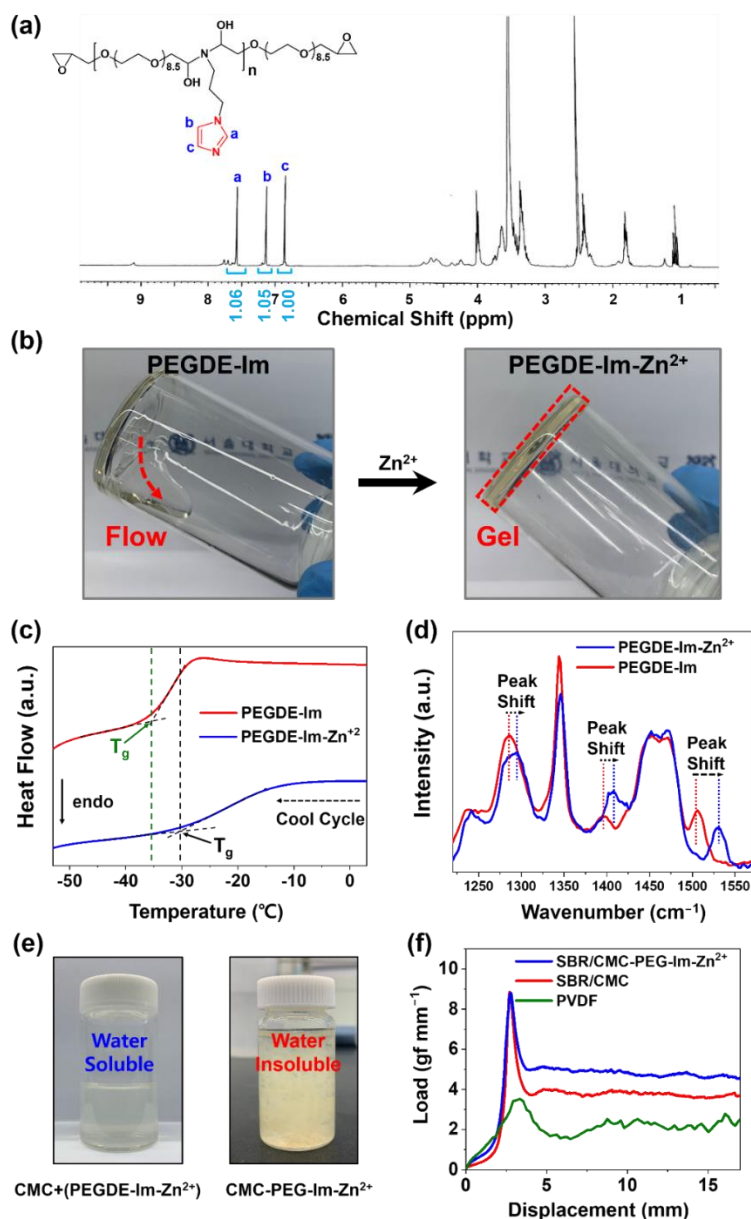 (a)
OH
O
O
O
8.5
N
O
O
O
8.5
O
n
OH
b
N
a
c
N
a
b
c
1.06
1.05
1.00
9
8
7
6
5
4
3
2
1
Chemical Shift (ppm)
(b)
PEGDE-Im
PEGDE-Im-Zn²⁺
Zn²⁺
Flow
Gel
서울대학교
(c)
Heat Flow (a.u.)
PEGDE-Im
PEGDE-Im-Zn⁺²
Tg
endo
Cool Cycle
Tg
-50
-40
-30
-20
-10
0
Temperature (℃)
(d)
Intensity (a.u.)
PEGDE-Im-Zn²⁺
PEGDE-Im
Peak
Shift
Peak
Shift
Peak
Shift
1250
1300
1350
1400
1450
1500
1550
Wavenumber (cm⁻¹)
(e)
Water
Soluble
Water
Insoluble
CMC+(PEGDE-Im-Zn²⁺)
CMC-PEG-Im-Zn²⁺
(f)
SBR/CMC-PEG-Im-Zn²⁺
SBR/CMC
PVDF
Load (gf mm⁻¹)
10
8
6
4
2
0
0
5
10
15
Displacement (mm)